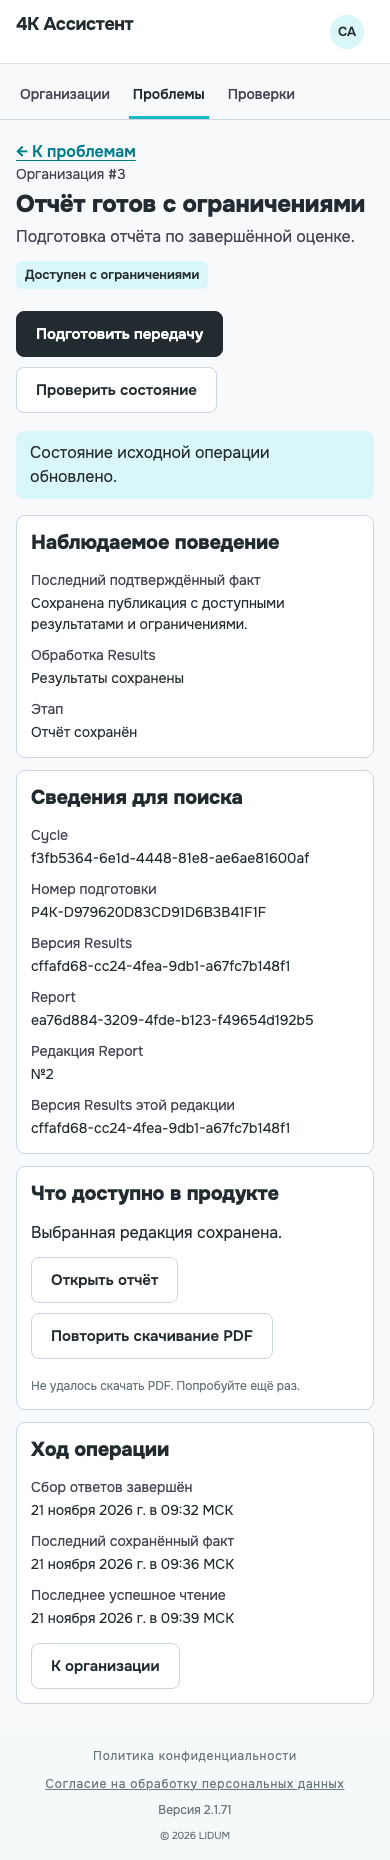 4К Ассистент
СА
Организации
Проблемы
Проверки
← К проблемам
Организация #3
Отчёт готов с ограничениями
Подготовка отчёта по завершённой оценке.
Доступен с ограничениями
Подготовить передачу
Проверить состояние
Состояние исходной операции
обновлено.
Наблюдаемое поведение
Последний подтверждённый факт
Сохранена публикация с доступными
результатами и ограничениями.
Обработка Results
Результаты сохранены
Этап
Отчёт сохранён
Сведения для поиска
Cycle
f3fb5364-6e1d-4448-81e8-ae6ae81600af
Номер подготовки
P4K-D979620D83CD91D6B3B41F1F
Версия Results
cffafd68-cc24-4fea-9db1-a67fc7b148f1
Report
ea76d884-3209-4fde-b123-f49654d192b5
Редакция Report
№2
Версия Results этой редакции
cffafd68-cc24-4fea-9db1-a67fc7b148f1
Что доступно в продукте
Выбранная редакция сохранена.
Открыть отчёт
Повторить скачивание PDF
Не удалось скачать PDF. Попробуйте ещё раз.
Ход операции
Сбор ответов завершён
21 ноября 2026 г. в 09:32 МСК
Последний сохранённый факт
21 ноября 2026 г. в 09:36 МСК
Последнее успешное чтение
21 ноября 2026 г. в 09:39 МСК
К организации
Политика конфиденциальности
Согласие на обработку персональных данных
Версия 2.1.71
© 2026 LIDUM